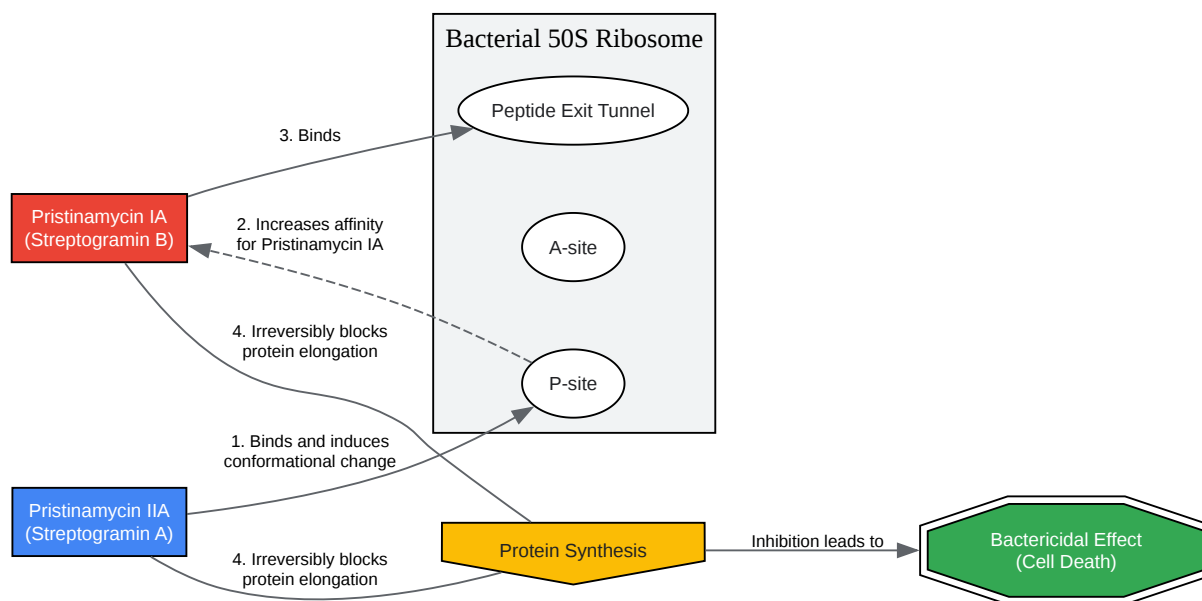 Bacterial 50S Ribosome
Peptide Exit Tunnel
3. Binds
Pristinamycin IA
(Streptogramin B)
2. Increases affinity
for Pristinamycin IA
A-site
4. Irreversibly blocks
protein elongation
P-site
1. Binds and induces
conformational change
Pristinamycin IIA
(Streptogramin A)
Protein Synthesis
Inhibition leads to
Bactericidal Effect
(Cell Death)
4. Irreversibly blocks
protein elongation